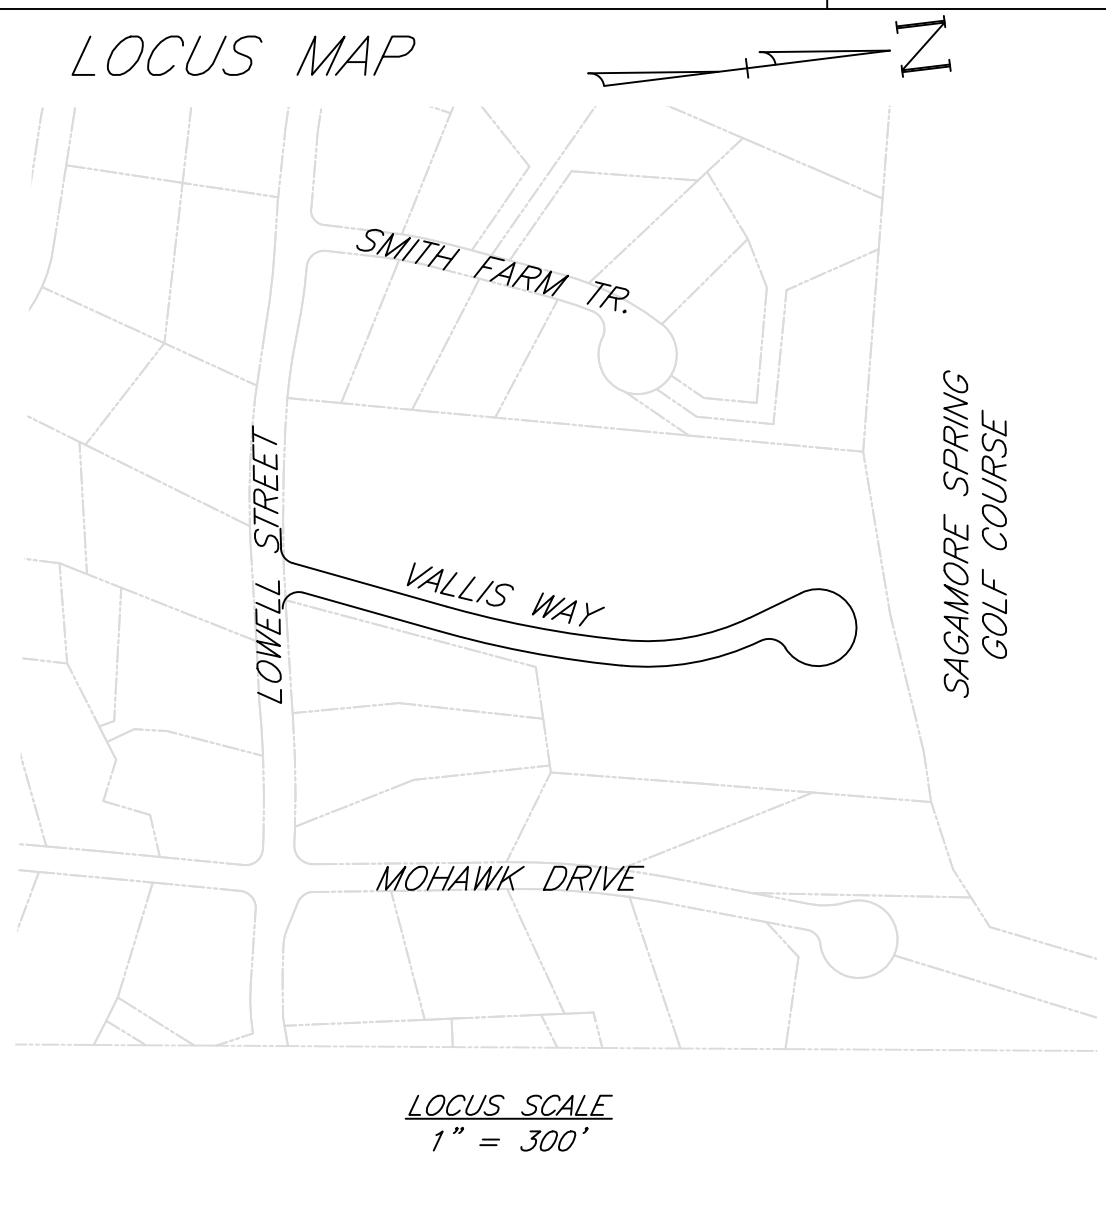 LOCUS MAP
N
SMITH FARM TR.
SAGAMORE SPRING
GOLF COURSE
LOWELL STREET
VALLIS WAY
MOHAWK DRIVE
LOCUS SCALE
1" = 300'